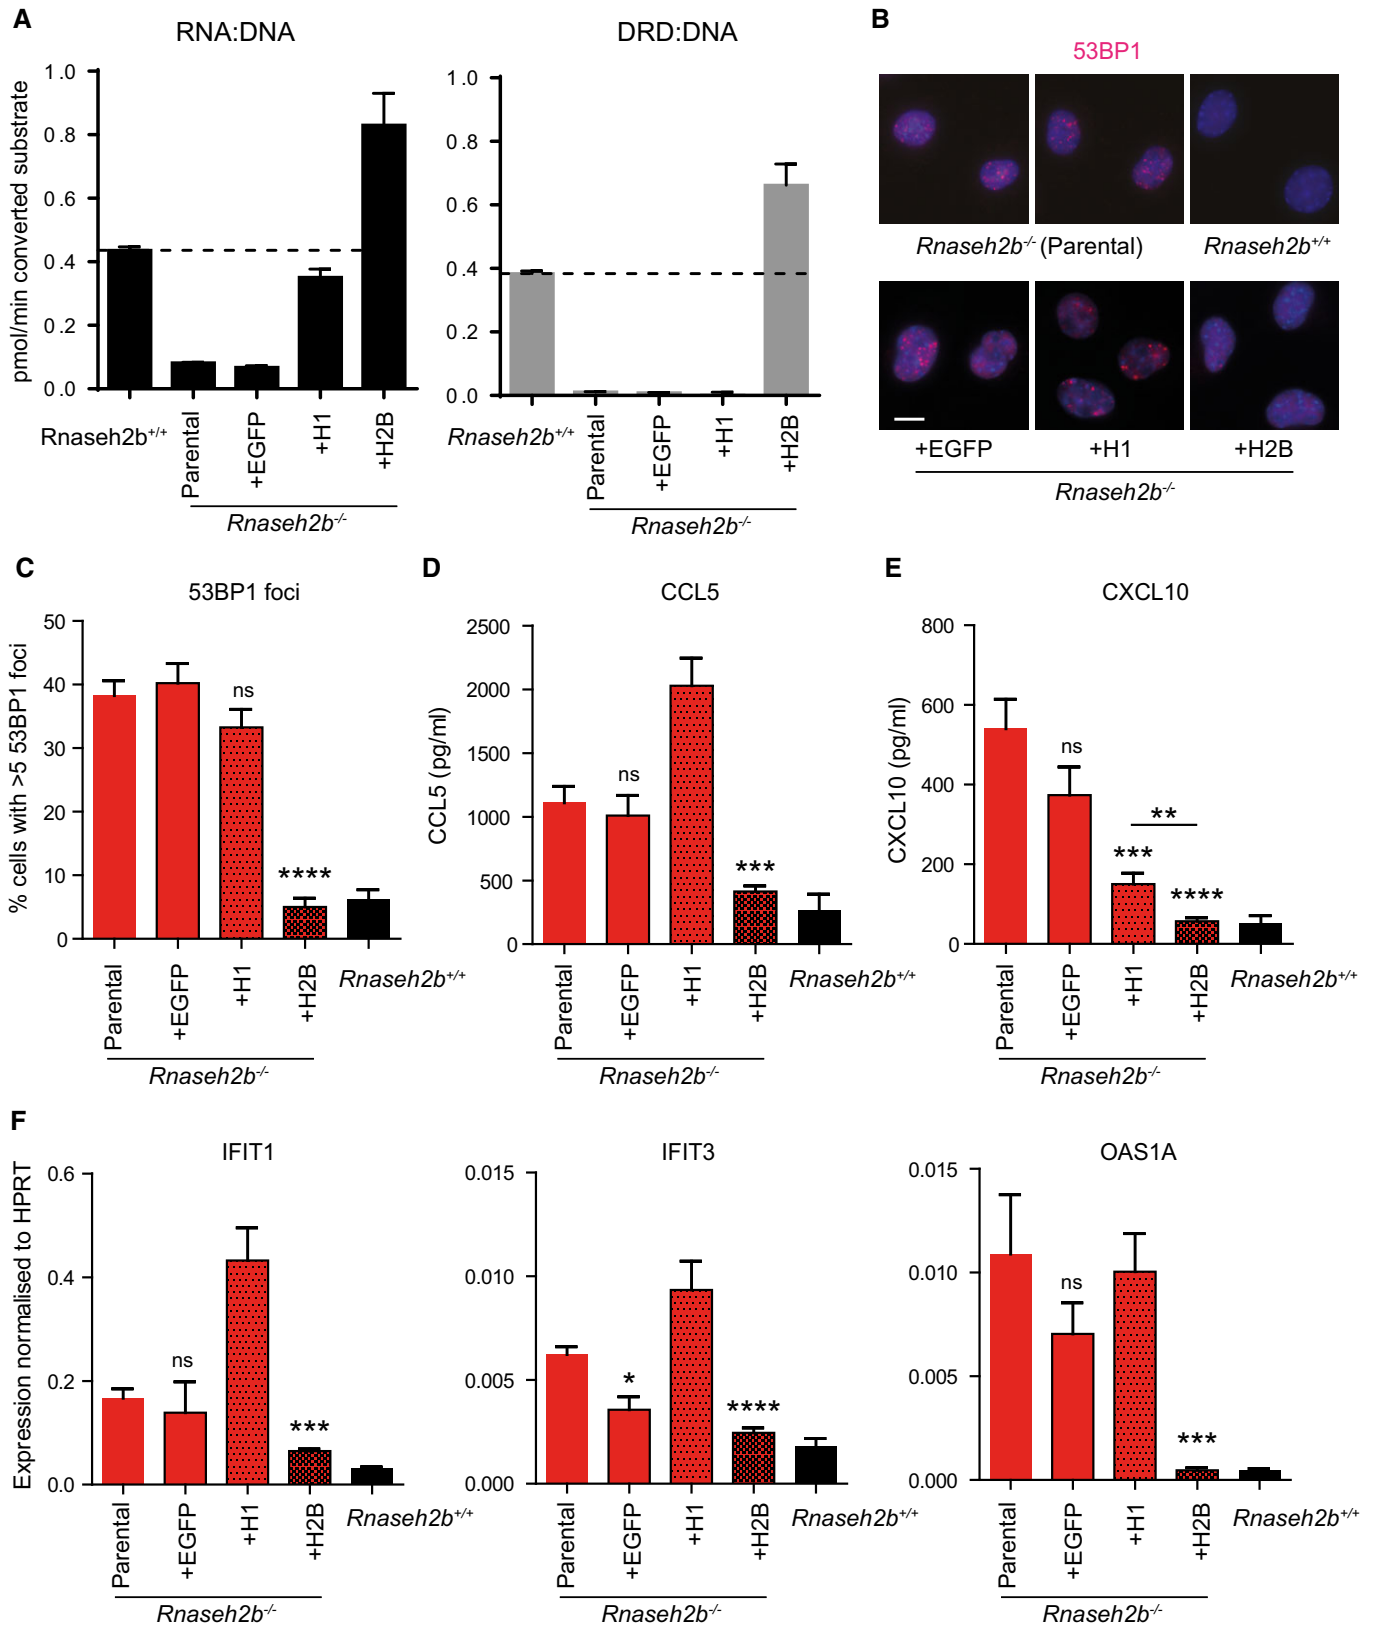 A
RNA:DNA
pmol/min converted substrate
1.0
0.8
0.6
0.4
0.2
0.0
Rnaseh2b+/+
Parental
+EGFP
+H1
+H2B
Rnaseh2b-/-
DRD:DNA
1.0
0.8
0.6
0.4
0.2
0.0
Rnaseh2b+/+
Parental
+EGFP
+H1
+H2B
Rnaseh2b-/-
B
53BP1
Rnaseh2b-/- (Parental)
Rnaseh2b+/+
+EGFP
+H1
+H2B
Rnaseh2b-/-
C
53BP1 foci
% cells with >5 53BP1 foci
50
40
30
20
10
0
ns
****
Parental
+EGFP
+H1
+H2B
Rnaseh2b+/+
Rnaseh2b-/-
D
CCL5
CCL5 (pg/ml)
2500
2000
1500
1000
500
0
ns
***
Parental
+EGFP
+H1
+H2B
Rnaseh2b+/+
Rnaseh2b-/-
E
CXCL10
CXCL10 (pg/ml)
800
600
400
200
0
ns
***
**
****
Parental
+EGFP
+H1
+H2B
Rnaseh2b+/+
Rnaseh2b-/-
F
IFIT1
Expression normalised to HPRT
0.6
0.4
0.2
0.0
ns
***
Parental
+EGFP
+H1
+H2B
Rnaseh2b+/+
Rnaseh2b-/-
IFIT3
0.015
0.010
0.005
0.000
*
****
Parental
+EGFP
+H1
+H2B
Rnaseh2b+/+
Rnaseh2b-/-
OAS1A
0.015
0.010
0.005
0.000
ns
***
Parental
+EGFP
+H1
+H2B
Rnaseh2b+/+
Rnaseh2b-/-